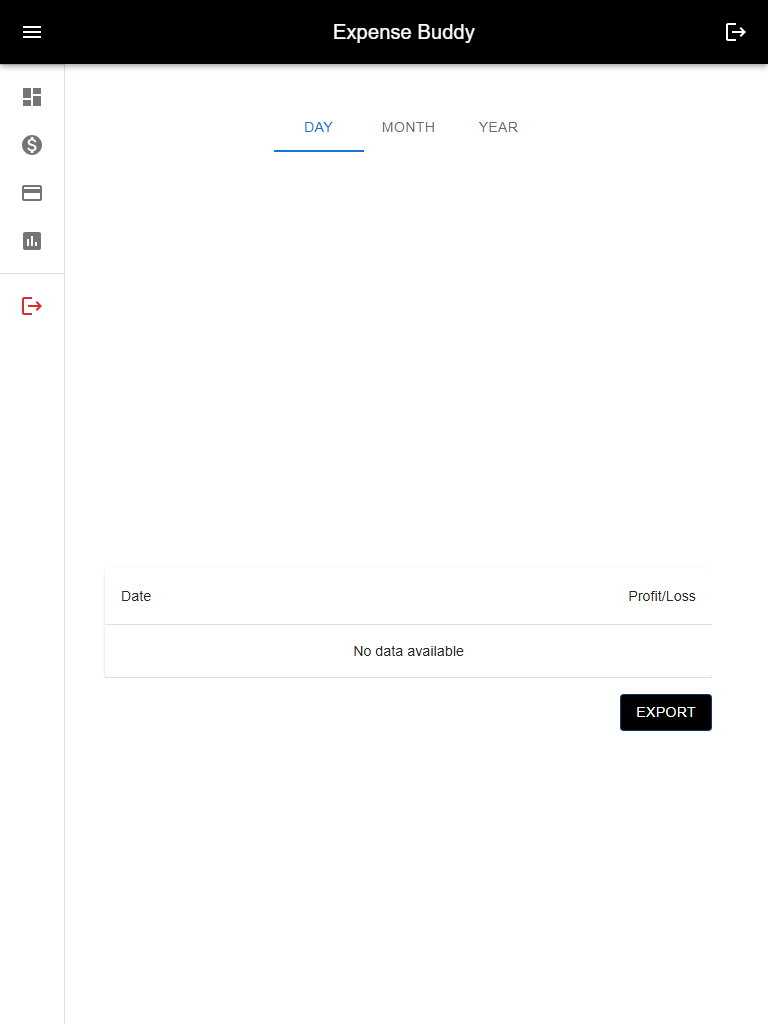 Expense Buddy
DAY MONTH YEAR
Date Profit/Loss
No data available
EXPORT